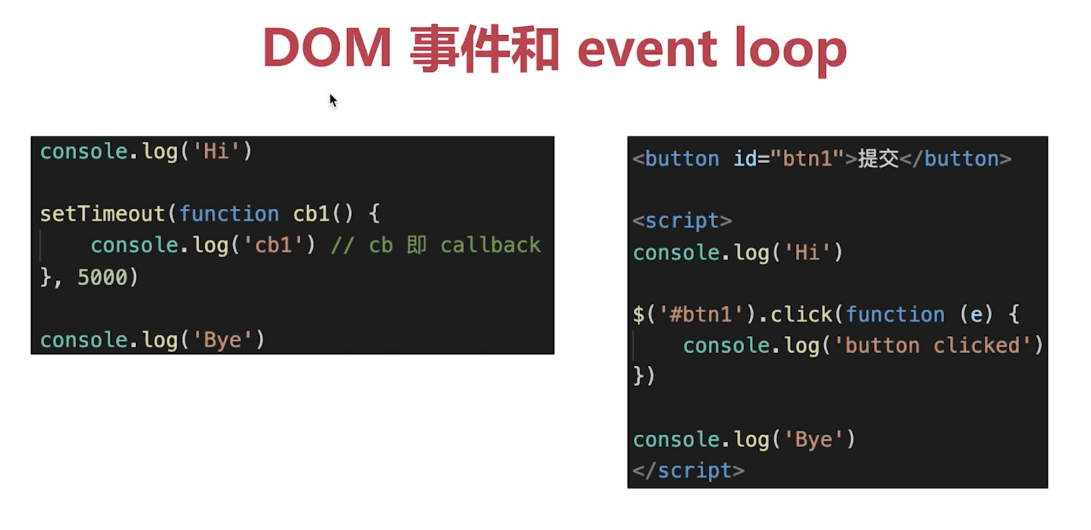 DOM 事件和 event loop
console.log('Hi')
setTimeout(function cb1() {
    console.log('cb1') // cb 即 callback
}, 5000)
console.log('Bye')
<button id="btn1">提交</button>
<script>
console.log('Hi')
$('#btn1').click(function (e) {
    console.log('button clicked')
})
console.log('Bye')
</script>